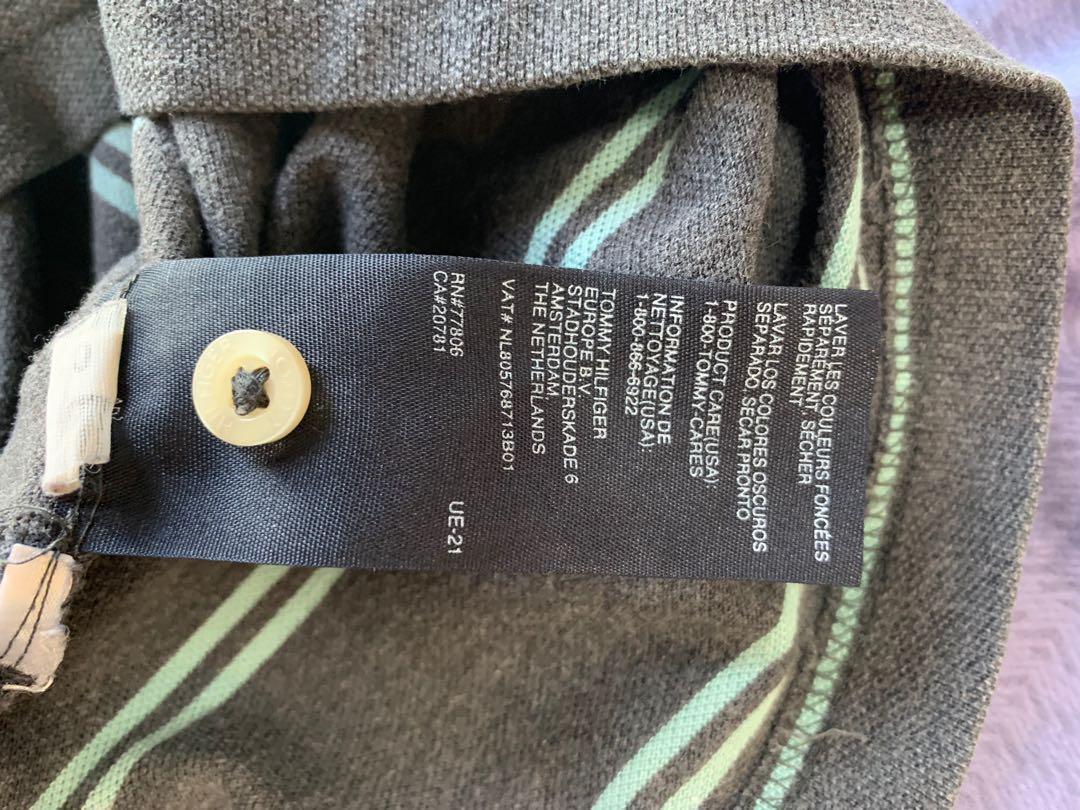 LAVER LES COULEURS FONCÉES
SÉPARÉMENT, SÉCHER
RAPIDEMENT
LAVAR LOS COLORES OSCUROS
SEPARADO, SECAR PRONTO
PRODUCT CARE(USA):
1-800-TOMMY-CARES
INFORMATION DE
NETTOYAGE(USA):
1-800-866-6922
TOMMY HILFIGER
EUROPE B.V.
STADHOUDERSKADE 6
AMSTERDAM
THE NETHERLANDS
VAT# NL805768713B01
RN#77806
CA#20781
UE-21